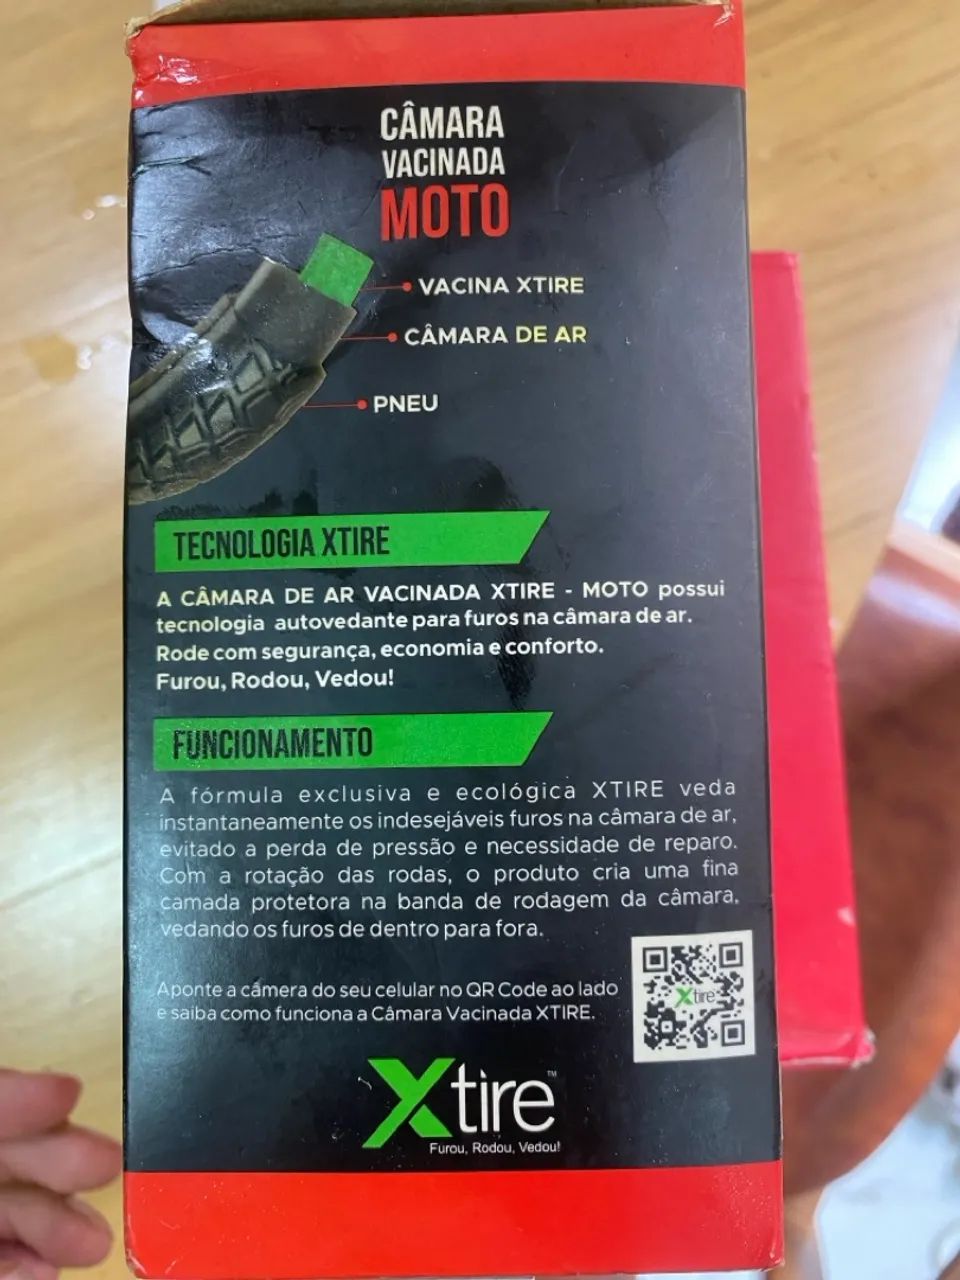 CÂMARA
VACINADA
MOTO
VACINA XTIRE
CÂMARA DE AR
PNEU
TECNOLOGIA XTIRE
A CÂMARA DE AR VACINADA XTIRE - MOTO possui
tecnologia autovedante para furos na câmara de ar.
Rode com segurança, economia e conforto.
Furou, Rodou, Vedou!
FUNCIONAMENTO
A fórmula exclusiva e ecológica XTIRE veda
instantaneamente os indesejáveis furos na câmara de ar,
evitado a perda de pressão e necessidade de reparo.
Com a rotação das rodas, o produto cria uma fina
camada protetora na banda de rodagem da câmara,
vedando os furos de dentro para fora.
Aponte a câmera do seu celular no QR Code ao lado
e saiba como funciona a Câmara Vacinada XTIRE.
Xtire
Xtire™
Furou, Rodou, Vedou!